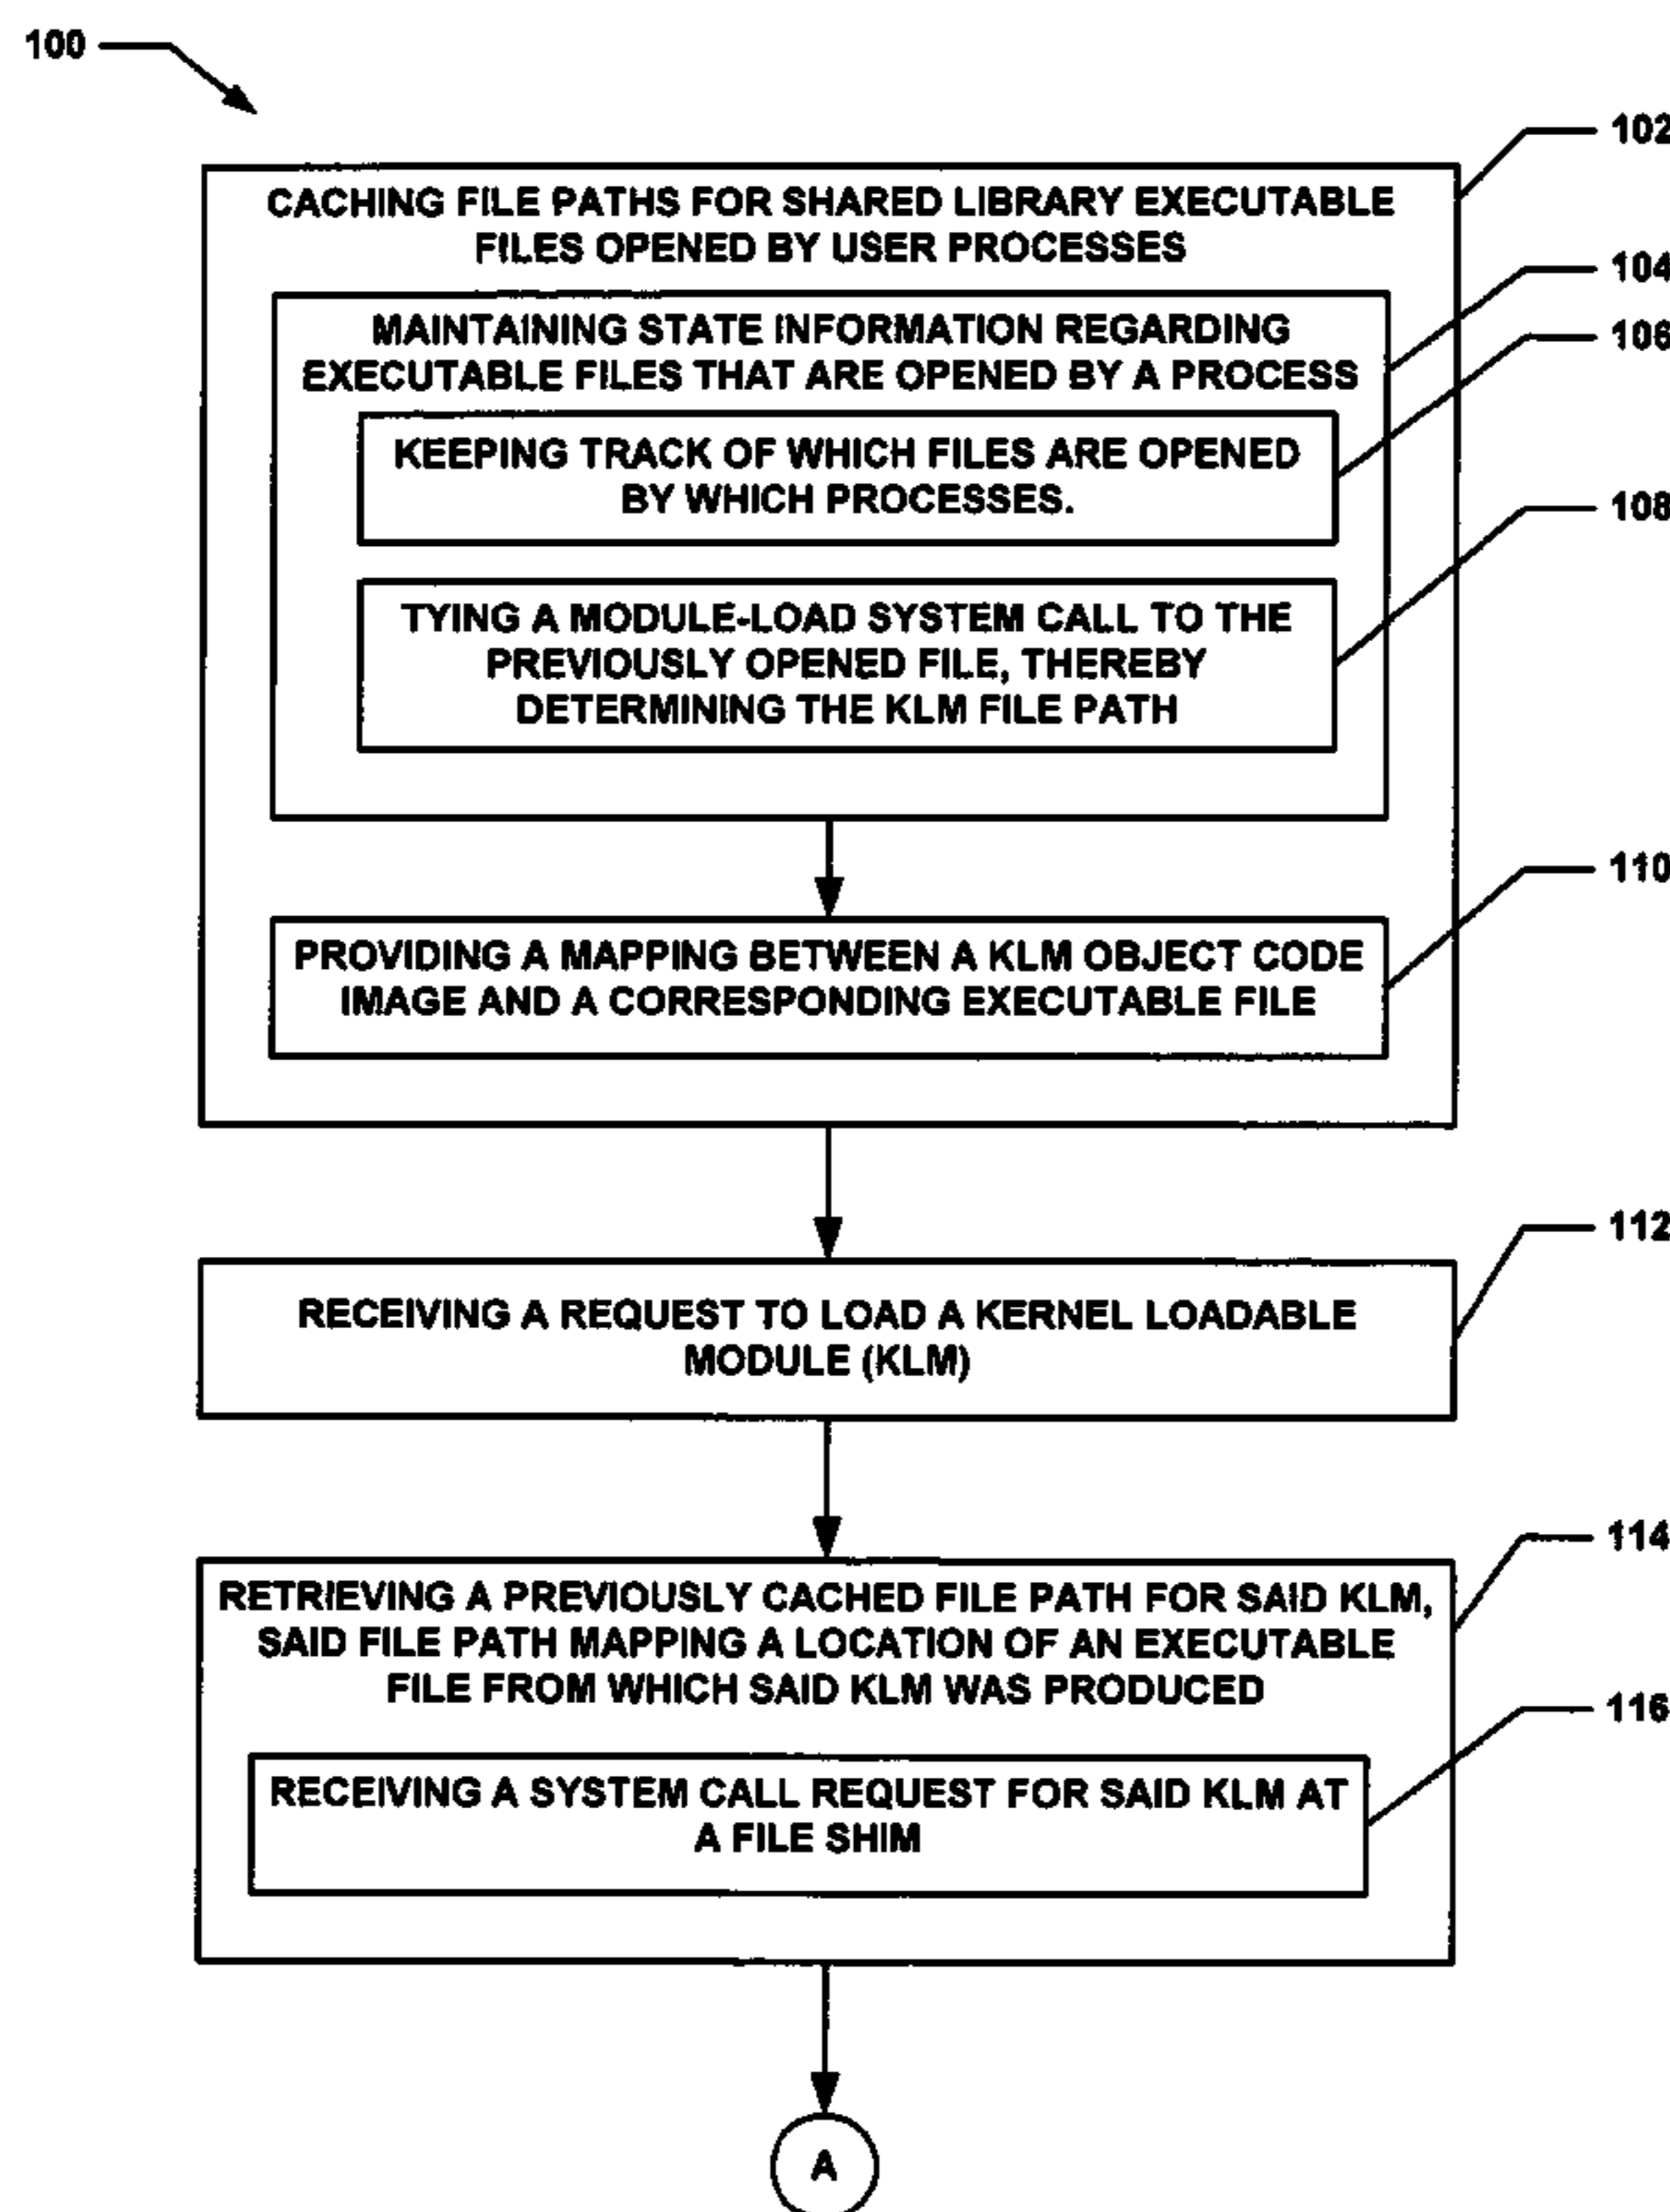 100
102
CACHING FILE PATHS FOR SHARED LIBRARY EXECUTABLE
FILES OPENED BY USER PROCESSES
104
MAINTAINING STATE INFORMATION REGARDING
EXECUTABLE FILES THAT ARE OPENED BY A PROCESS
106
KEEPING TRACK OF WHICH FILES ARE OPENED
BY WHICH PROCESSES.
108
TYING A MODULE-LOAD SYSTEM CALL TO THE
PREVIOUSLY OPENED FILE, THEREBY
DETERMINING THE KLM FILE PATH
110
PROVIDING A MAPPING BETWEEN A KLM OBJECT CODE
IMAGE AND A CORRESPONDING EXECUTABLE FILE
112
RECEIVING A REQUEST TO LOAD A KERNEL LOADABLE
MODULE (KLM)
114
RETRIEVING A PREVIOUSLY CACHED FILE PATH FOR SAID KLM,
SAID FILE PATH MAPPING A LOCATION OF AN EXECUTABLE
FILE FROM WHICH SAID KLM WAS PRODUCED
116
RECEIVING A SYSTEM CALL REQUEST FOR SAID KLM AT
A FILE SHIM
A